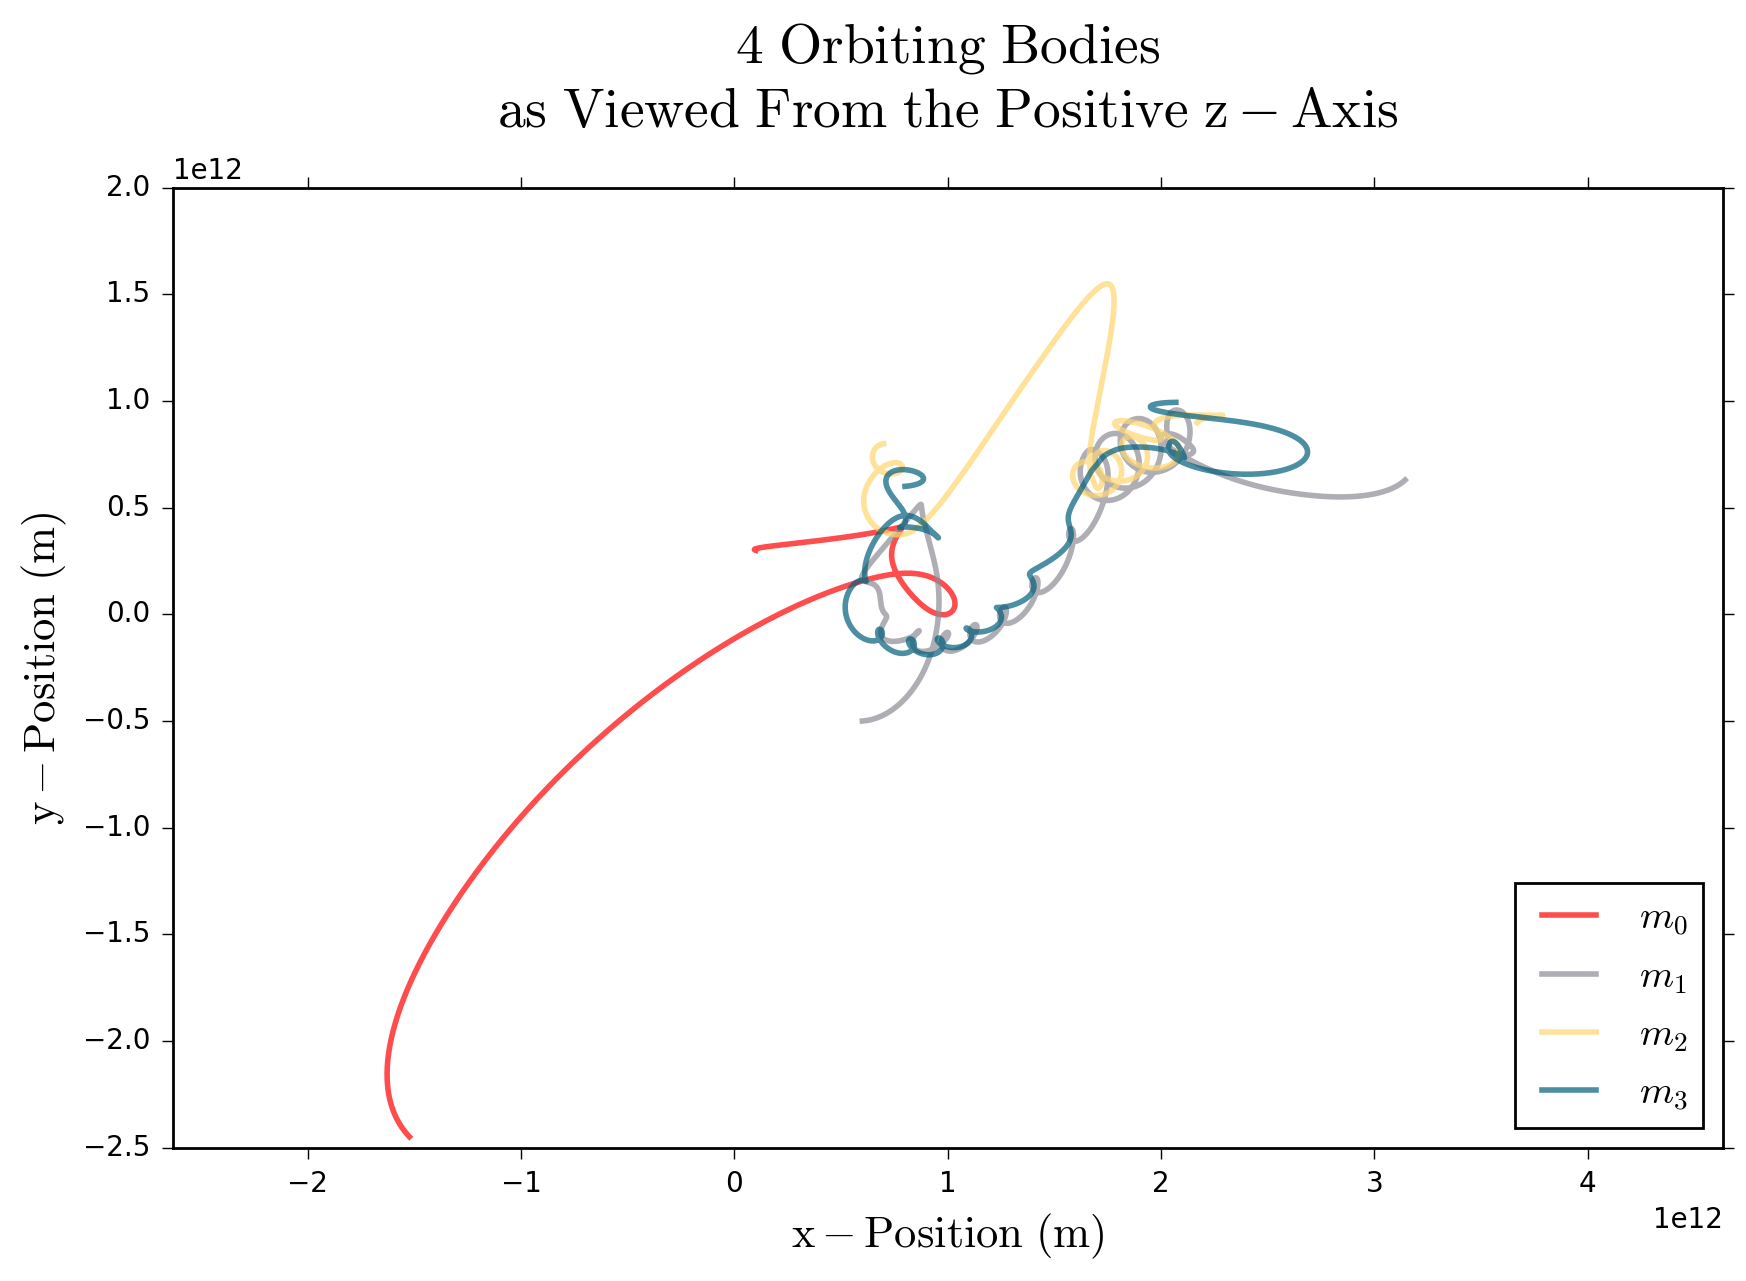 4 Orbiting Bodies
as Viewed From the Positive z − Axis
1e12
2.0
1.5
1.0
0.5
0.0
−0.5
−1.0
−1.5
−2.0
−2.5
y − Position (m)
m0
m1
m2
m3
−2 −1 0 1 2 3 4
1e12
x − Position (m)